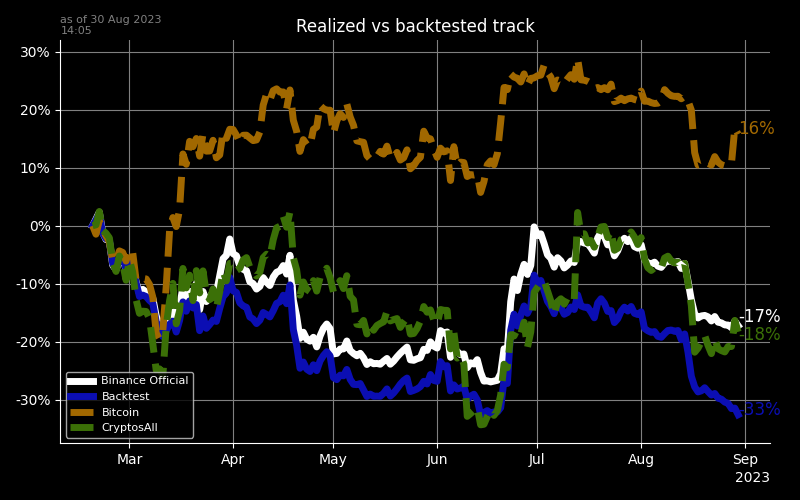 as of 30 Aug 2023
14:05
Realized vs backtested track
30%
20%
10%
0%
-10%
-20%
-30%
16%
-17%
-18%
-33%
Binance Official
Backtest
Bitcoin
CryptosAll
Mar
Apr
May
Jun
Jul
Aug
Sep
2023